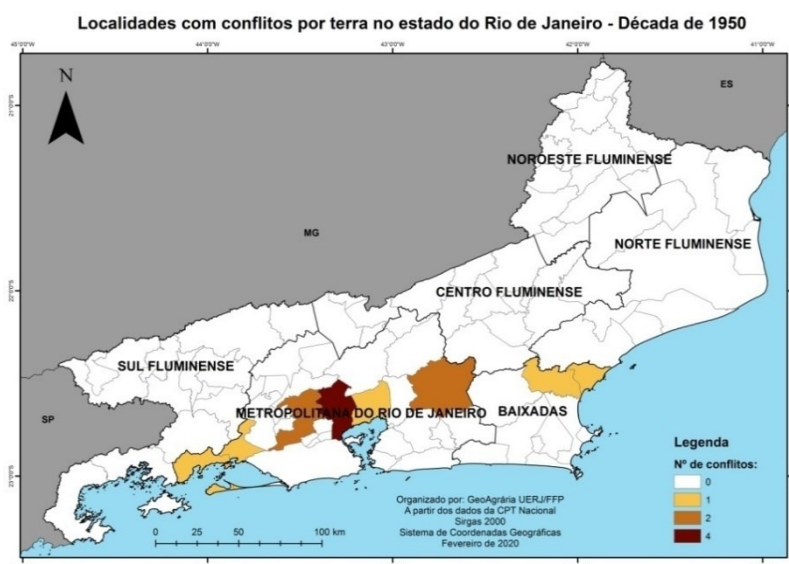 Localidades com conflitos por terra no estado do Rio de Janeiro - Década de 1950
45°0'0"S 44°0'0"S 43°0'0"S 42°0'0"S 41°0'0"S
N
ES
21°0'0"S
NOROESTE FLUMINENSE
MG
NORTE FLUMINENSE
22°0'0"S
CENTRO FLUMINENSE
SUL FLUMINENSE
SP
METROPOLITANA DO RIO DE JANEIRO
BAIXADAS
23°0'0"S
Legenda
Nº de conflitos:
0
1
2
4
Organizado por: GeoAgrária UERJ/FFP
A partir dos dados da CPT Nacional
Sirgas 2000
Sistema de Coordenadas Geográficas
Fevereiro de 2020
0 25 50 100 km